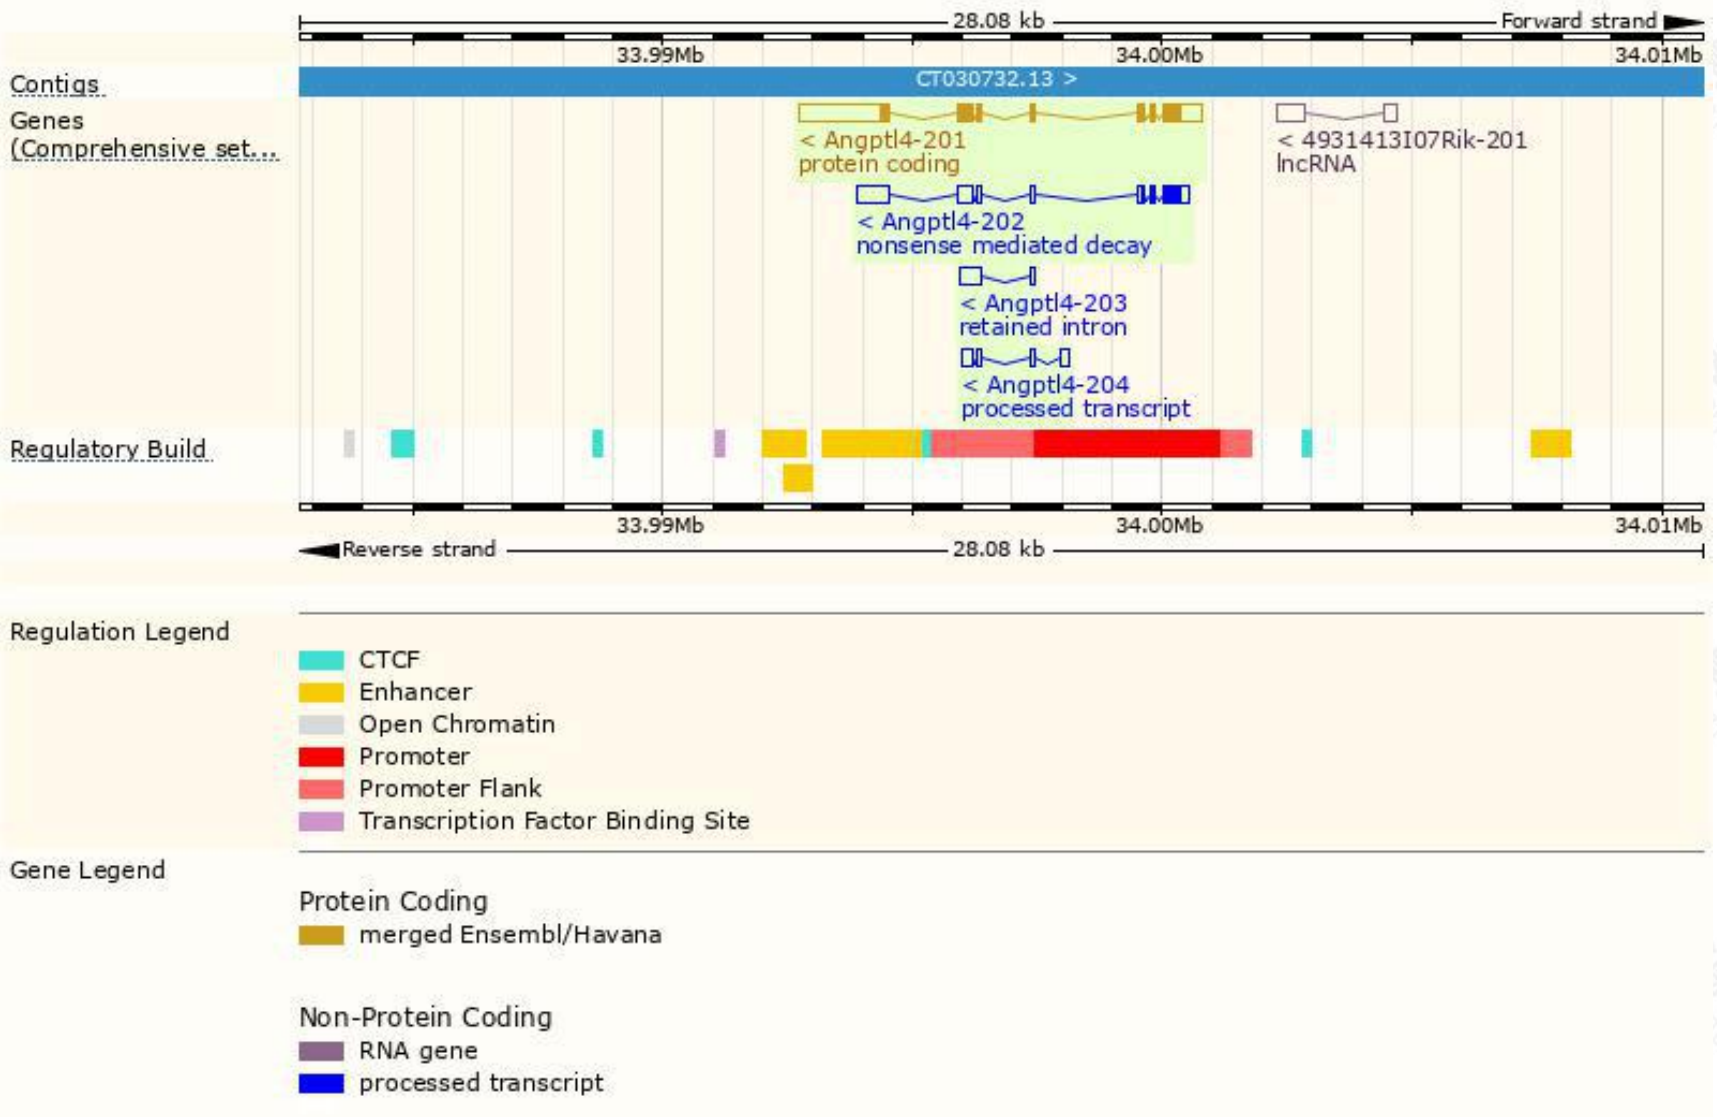 28.08 kb Forward strand
33.99Mb 34.00Mb 34.01Mb
Contigs CT030732.13 >
Genes
(Comprehensive set...
< Angptl4-201
protein coding
< 4931413I07Rik-201
lncRNA
< Angptl4-202
nonsense mediated decay
< Angptl4-203
retained intron
< Angptl4-204
processed transcript
Regulatory Build
33.99Mb 34.00Mb 34.01Mb
Reverse strand 28.08 kb
Regulation Legend
CTCF
Enhancer
Open Chromatin
Promoter
Promoter Flank
Transcription Factor Binding Site
Gene Legend
Protein Coding
merged Ensembl/Havana
Non-Protein Coding
RNA gene
processed transcript